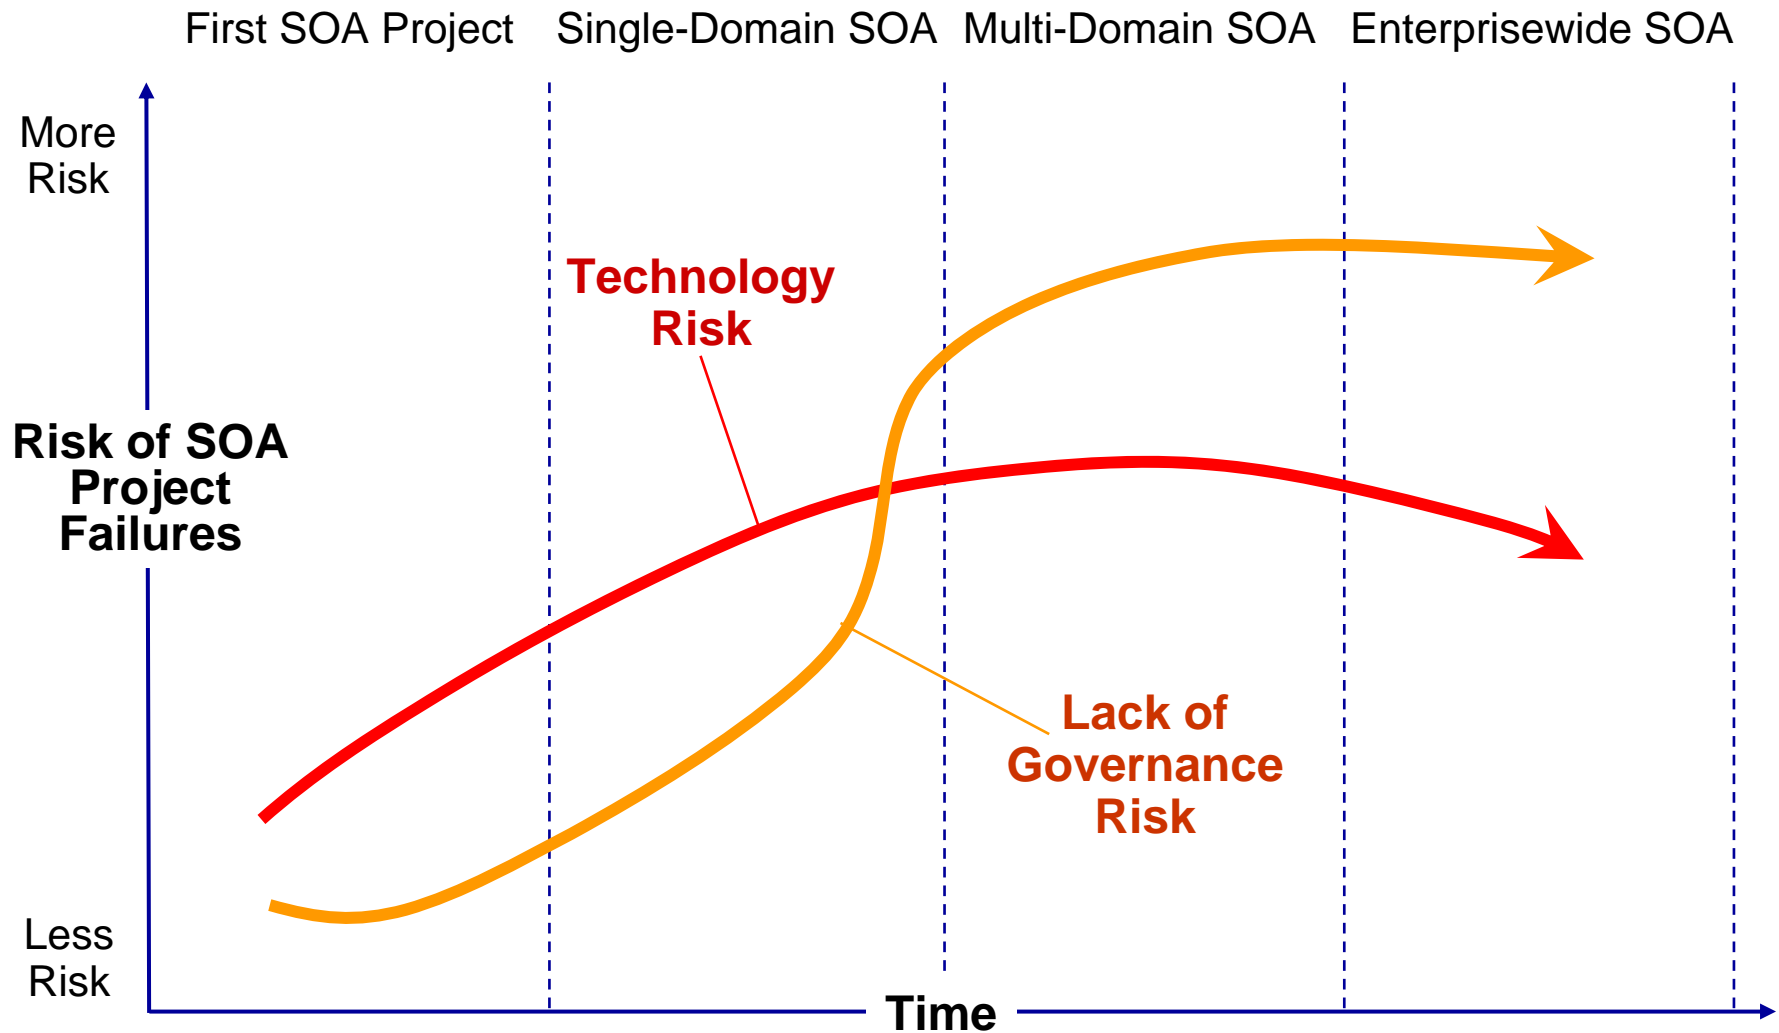 First SOA Project
Single-Domain SOA
Multi-Domain SOA
Enterprisewide SOA
More
Risk
Technology
Risk
Risk of SOA
Project
Failures
Lack of
Governance
Risk
Less
Risk
Time